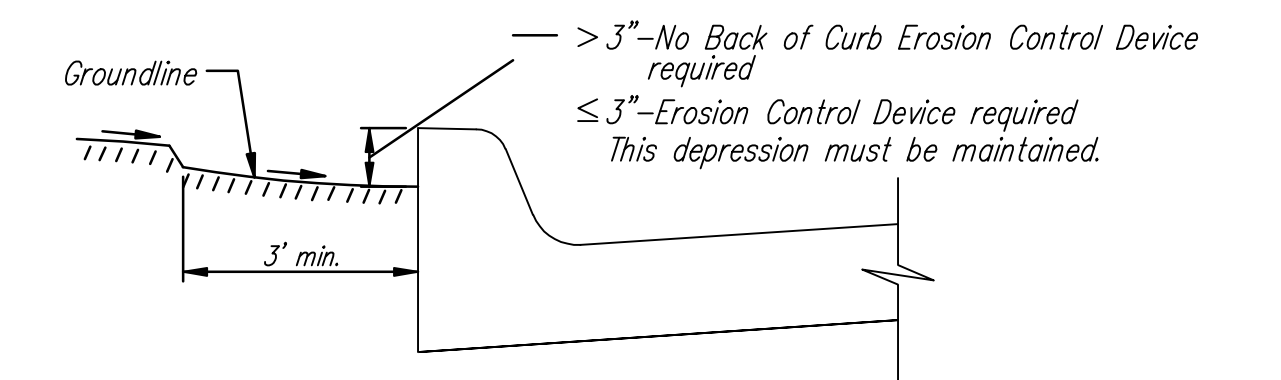 > 3"-No Back of Curb Erosion Control Device
required
Groundline
≤ 3"-Erosion Control Device required
This depression must be maintained.
3' min.